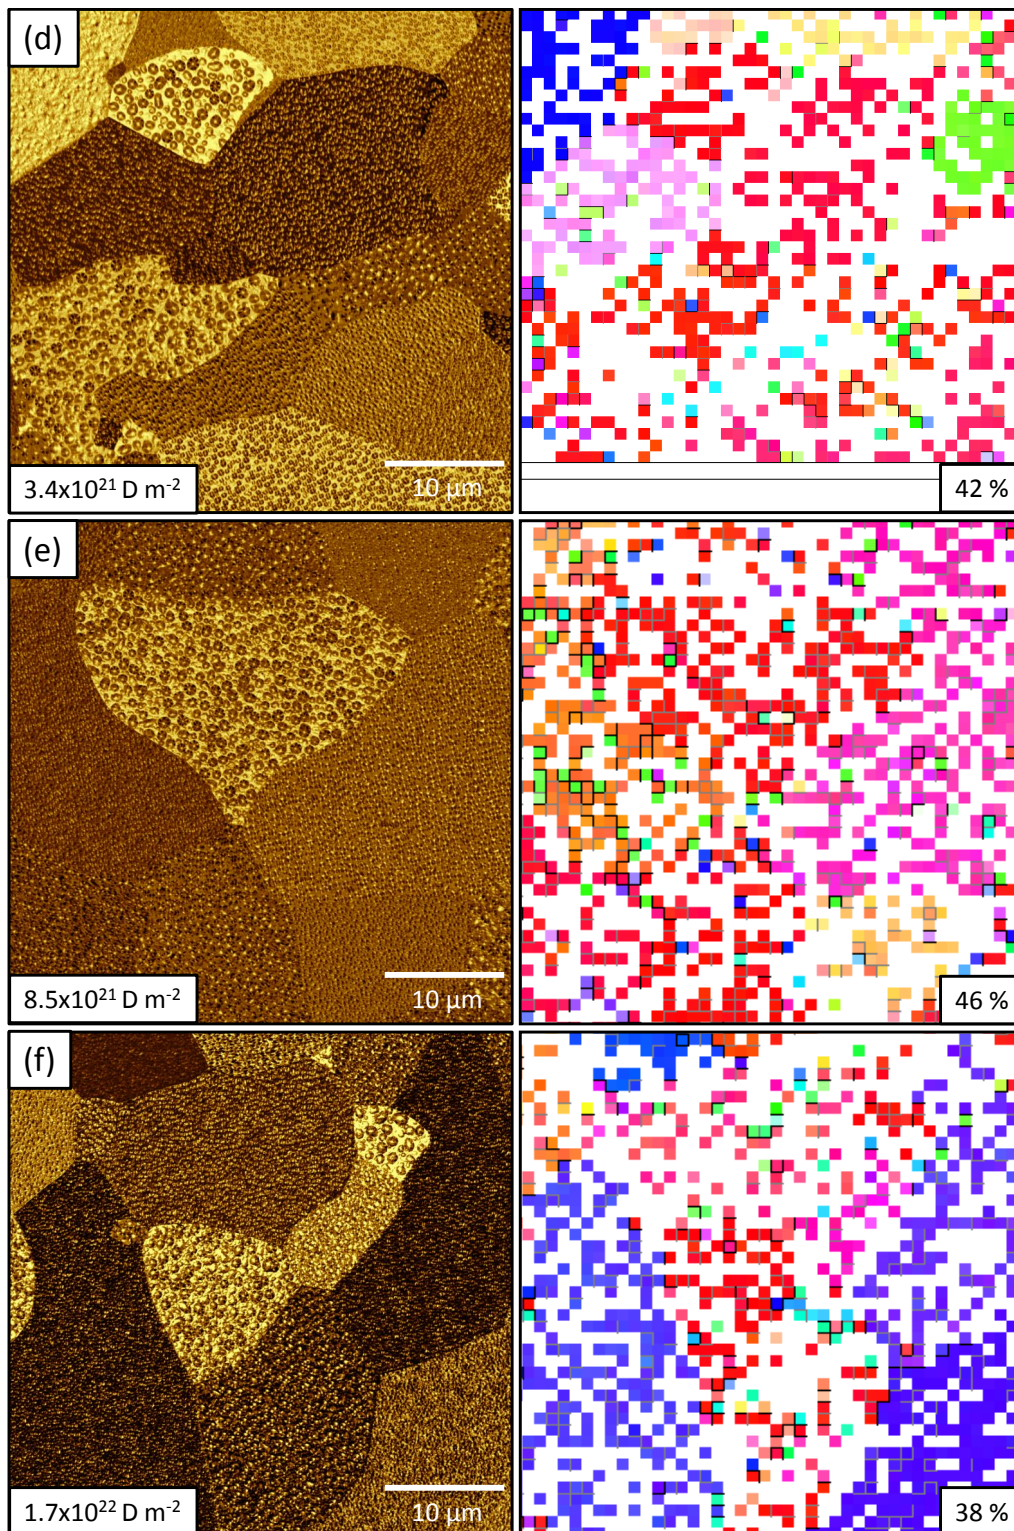 (d)
3.4x10²¹ D m⁻²
10 µm
42 %
(e)
8.5x10²¹ D m⁻²
10 µm
46 %
(f)
1.7x10²² D m⁻²
10 µm
38 %